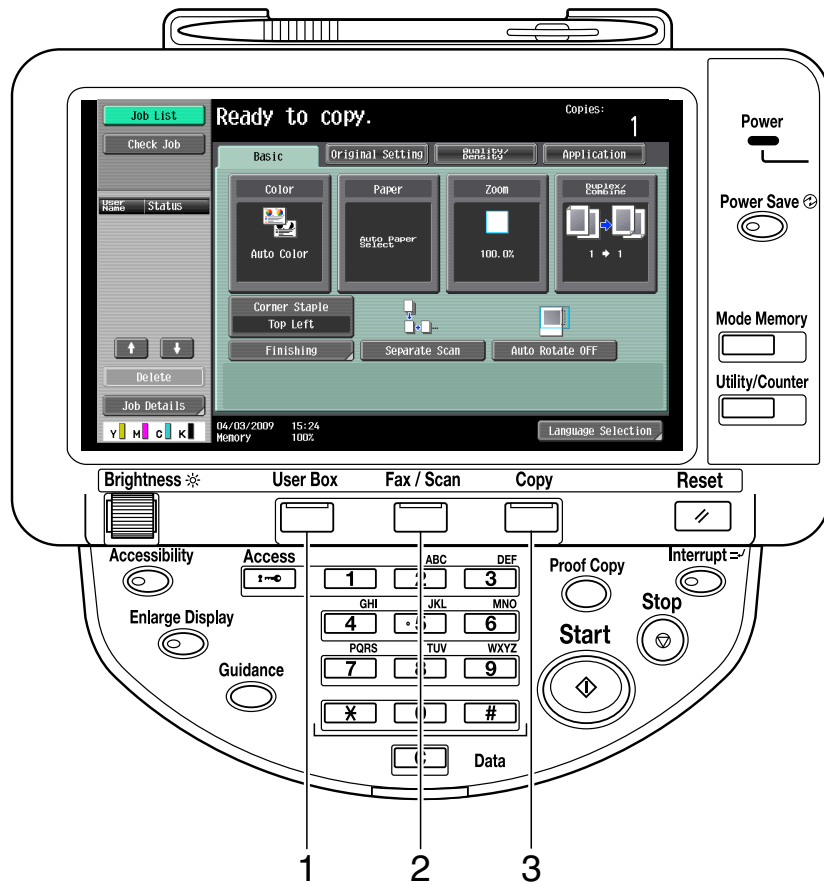 Job List
Ready to copy.
Copies:
1
Check Job
Basic
Original Setting
Quality/
Density
Application
User
Name
Status
Color
Auto Color
Paper
Auto Paper
Select
Zoom
100.0%
Duplex/
Combine
1 → 1
Corner Staple
Top Left
Finishing
Separate Scan
Auto Rotate OFF
Delete
Job Details
Y M C K
04/03/2009 15:24
Memory 100%
Language Selection
Power
Power Save
Mode Memory
Utility/Counter
Brightness
User Box
Fax / Scan
Copy
Reset
Accessibility
Enlarge Display
Guidance
Access
ABC
DEF
1
2
3
GHI
JKL
MNO
4
5
6
PQRS
TUV
WXYZ
7
8
9
0
#
C
Data
Proof Copy
Interrupt
Stop
Start
1
2
3